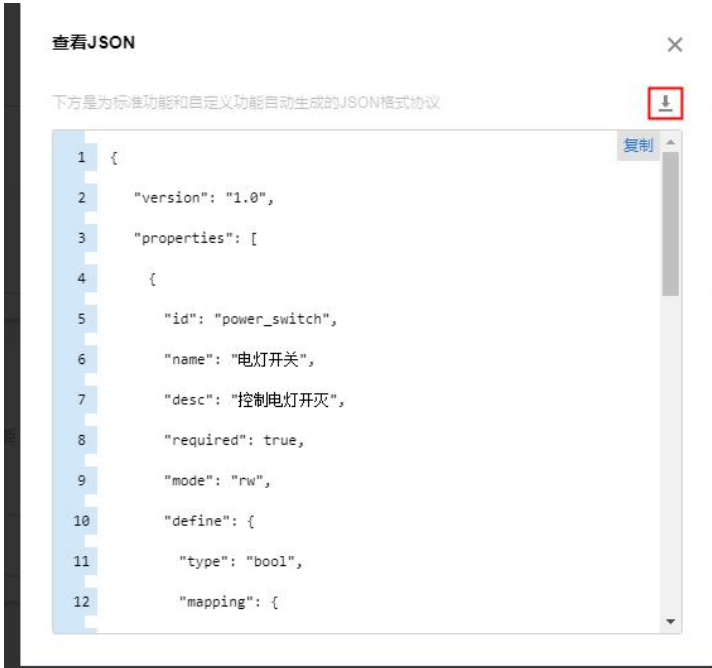 查看JSON
下方是为标准功能和自定义功能自动生成的JSON格式协议
复制
1 {
2 "version": "1.0",
3 "properties": [
4 {
5 "id": "power_switch",
6 "name": "电灯开关",
7 "desc": "控制电灯开灭",
8 "required": true,
9 "mode": "rw",
10 "define": {
11 "type": "bool",
12 "mapping": {